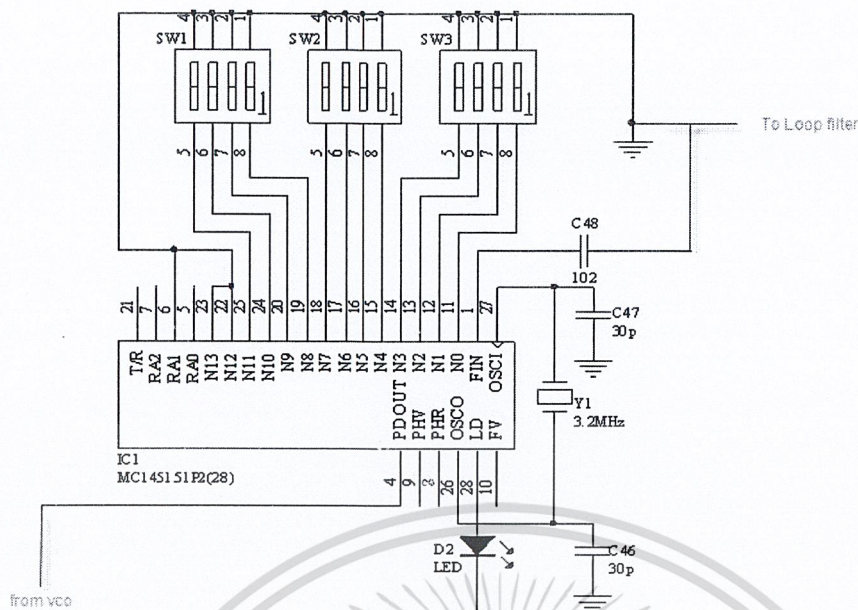 4 3 2 1 4 3 2 1 4 3 2 1
SW1 SW2 SW3
1 1 1
To Loop filter
5 6 7 8 5 6 7 8 5 6 7 8
C48
102
21 7 6 5 23 22 25 24 20 19 18 17 16 15 14 13 12 11 1 27
C47
30p
T/R RA2 RA1 RA0 N13 N12 N11 N10 N9 N8 N7 N6 N5 N4 N3 N2 N1 N0 FIN OSCI
PDOUT PHV PHR OSCO LD FV
Y1
3.2MHz
IC1
MC145151P2(28)
4 9 8 26 28 10
D2
LED
C46
30p
from vco